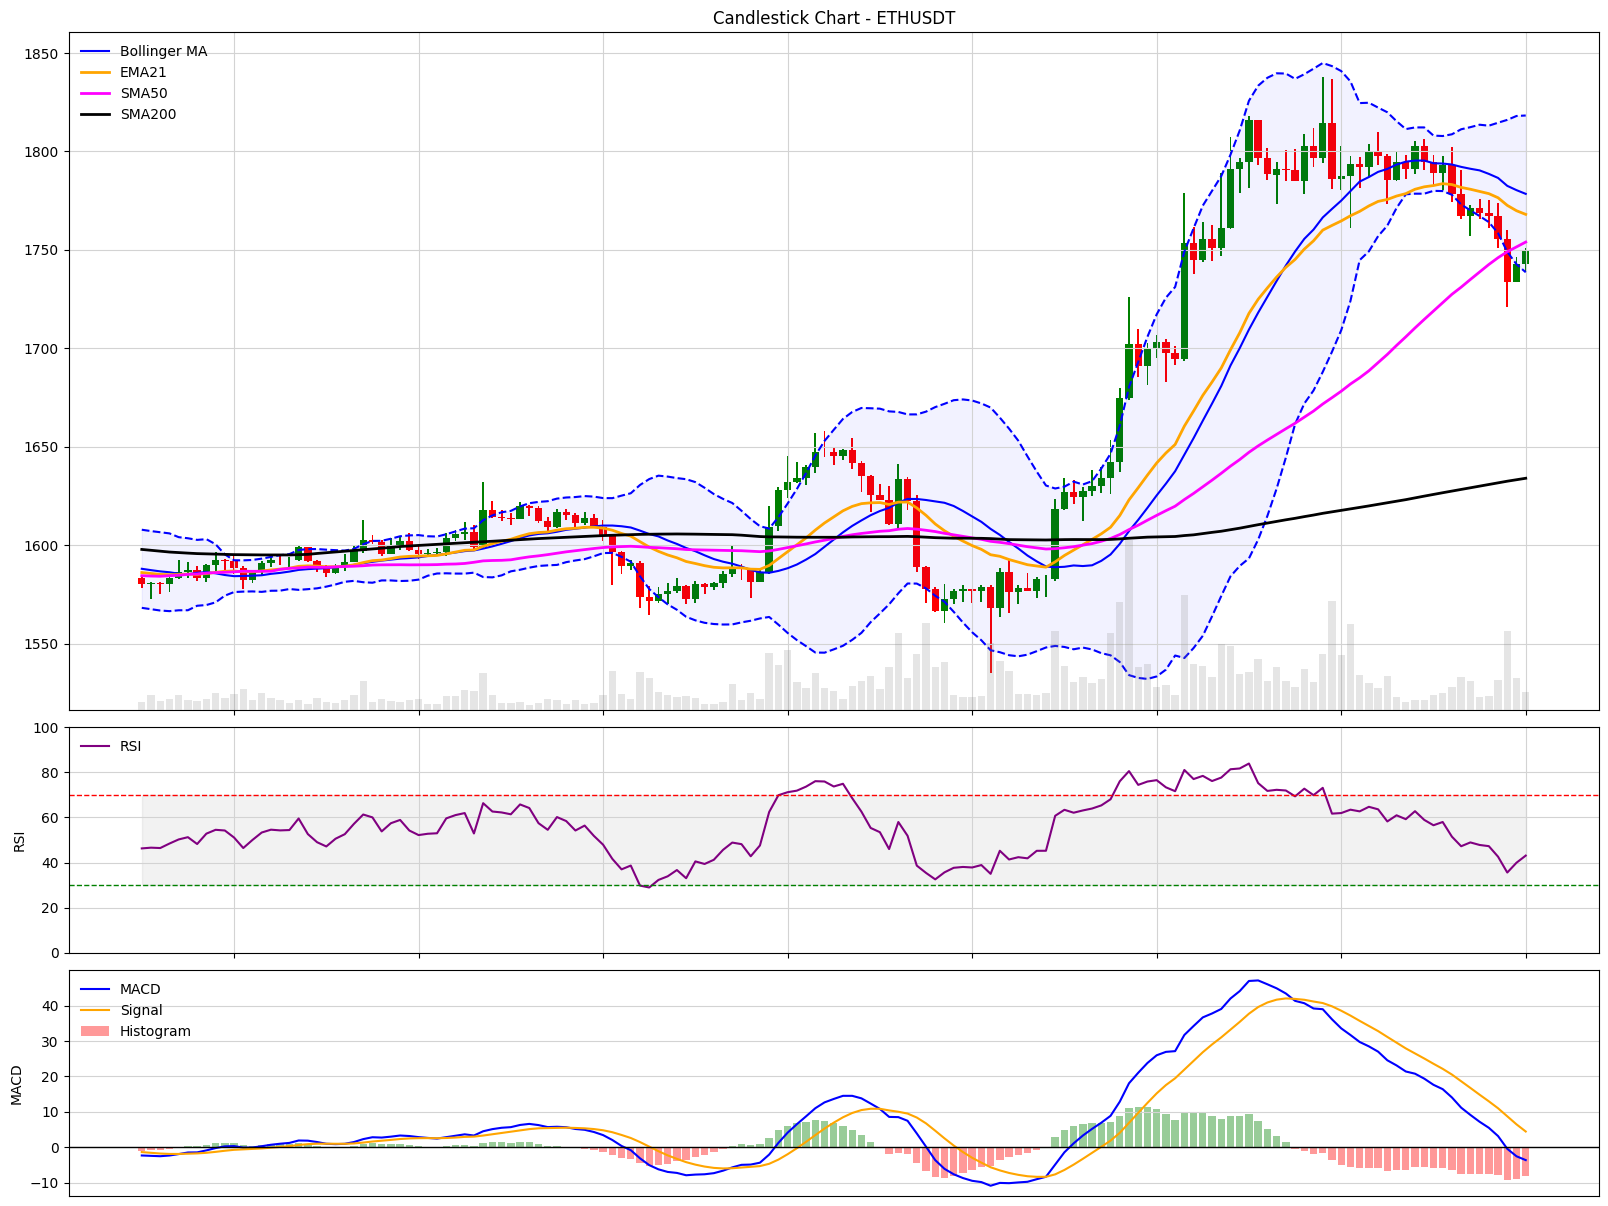 Candlestick Chart - ETHUSDT
1850
1800
1750
1700
1650
1600
1550
Bollinger MA
EMA21
SMA50
SMA200
RSI
100
80
60
40
20
0
RSI
MACD
40
30
20
10
0
−10
MACD
Signal
Histogram